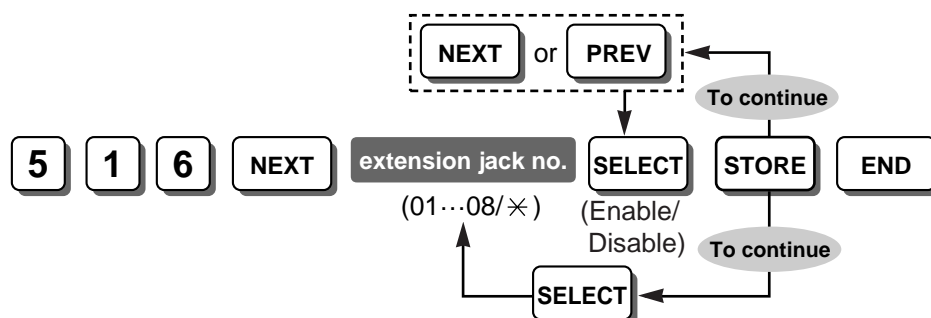 NEXT or PREV
To continue
5 1 6 NEXT extension jack no. SELECT STORE END
(01···08/✳)
(Enable/
Disable)
To continue
SELECT